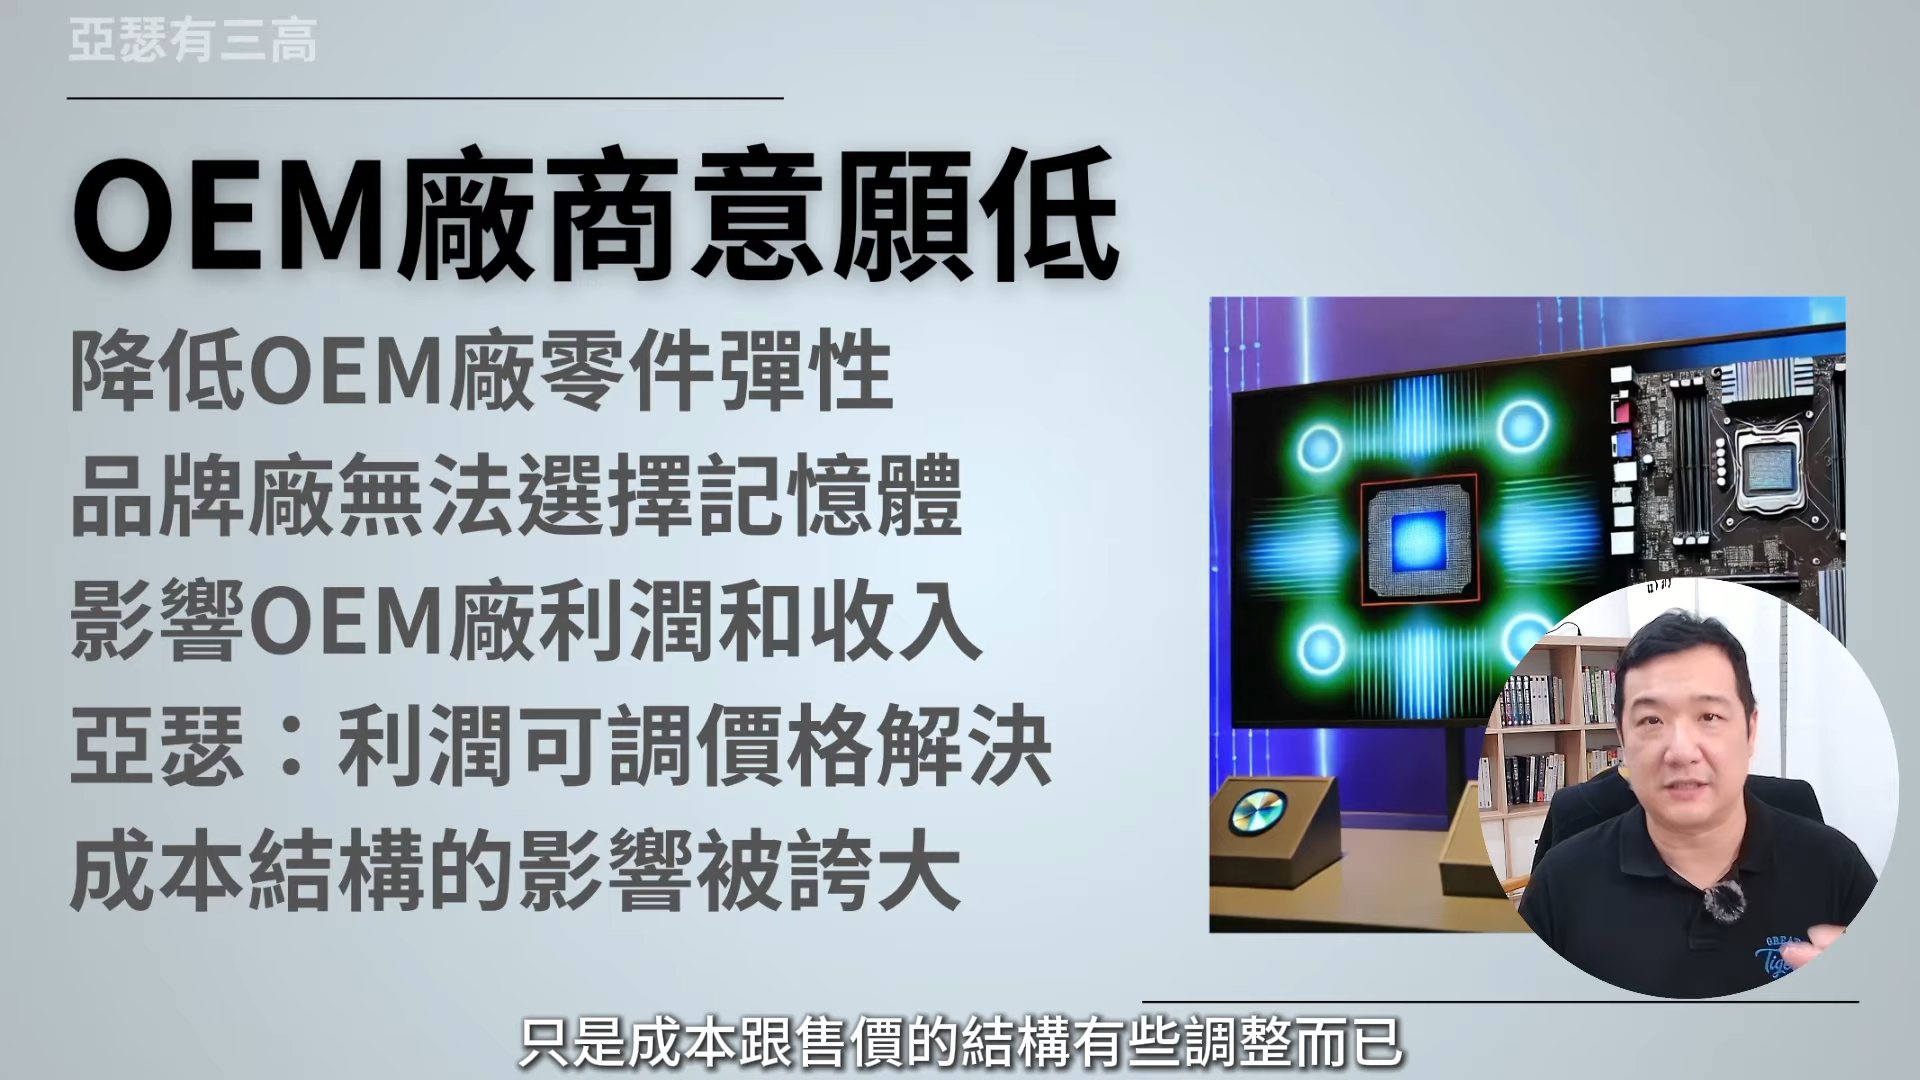 亞瑟有三高
OEM廠商意願低
降低OEM廠零件彈性
品牌廠無法選擇記憶體
影響OEM廠利潤和收入
亞瑟：利潤可調價格解決
成本結構的影響被誇大
只是成本跟售價的結構有些調整而已